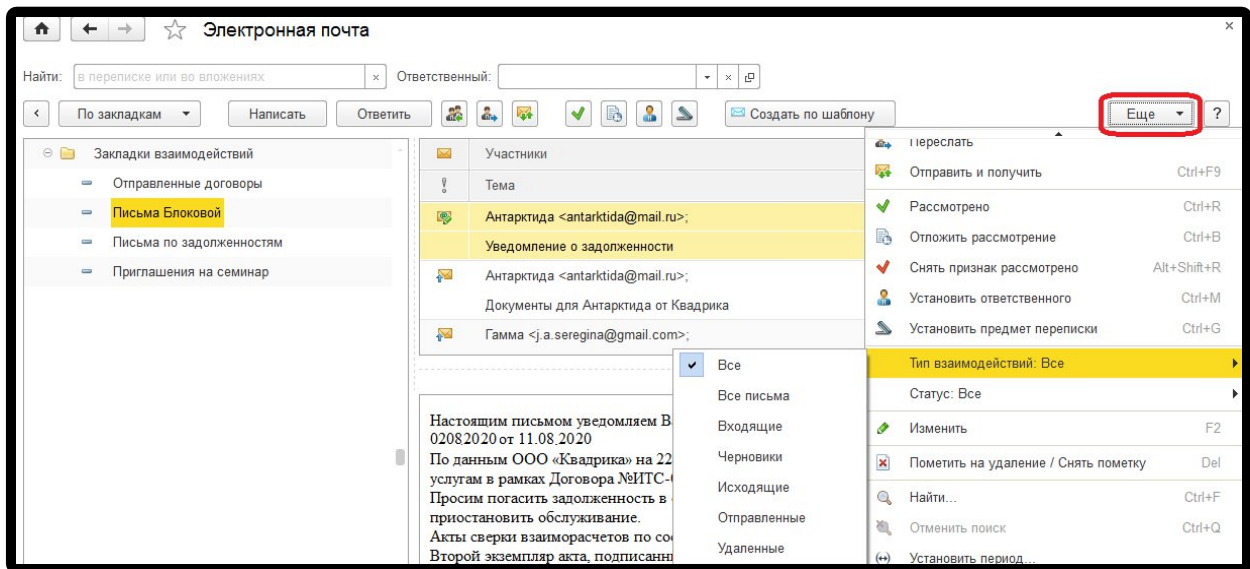 Электронная почта
Найти: в переписке или во вложениях Ответственный:
По закладкам Написать Ответить Создать по шаблону Еще ?
Закладки взаимодействий
Отправленные договоры
Письма Блоковой
Письма по задолженностям
Приглашения на семинар
Участники
Тема
Антарктида <antarktida@mail.ru>;
Уведомление о задолженности
Антарктида <antarktida@mail.ru>;
Документы для Антарктида от Квадрика
Гамма <j.a.seregina@gmail.com>;
Настоящим письмом уведомляем В
02082020 от 11.08.2020
По данным ООО «Квадрика» на 22
услугам в рамках Договора №ИТС-
Просим погасить задолженность в
приостановить обслуживание.
Акты сверки взаиморасчетов по со
Второй экземпляр акта, подписанн
Все
Все письма
Входящие
Черновики
Исходящие
Отправленные
Удаленные
Переслать
Отправить и получить Ctrl+F9
Рассмотрено Ctrl+R
Отложить рассмотрение Ctrl+B
Снять признак рассмотрено Alt+Shift+R
Установить ответственного Ctrl+M
Установить предмет переписки Ctrl+G
Тип взаимодействий: Все
Статус: Все
Изменить F2
Пометить на удаление / Снять пометку Del
Найти... Ctrl+F
Отменить поиск Ctrl+Q
Установить период...